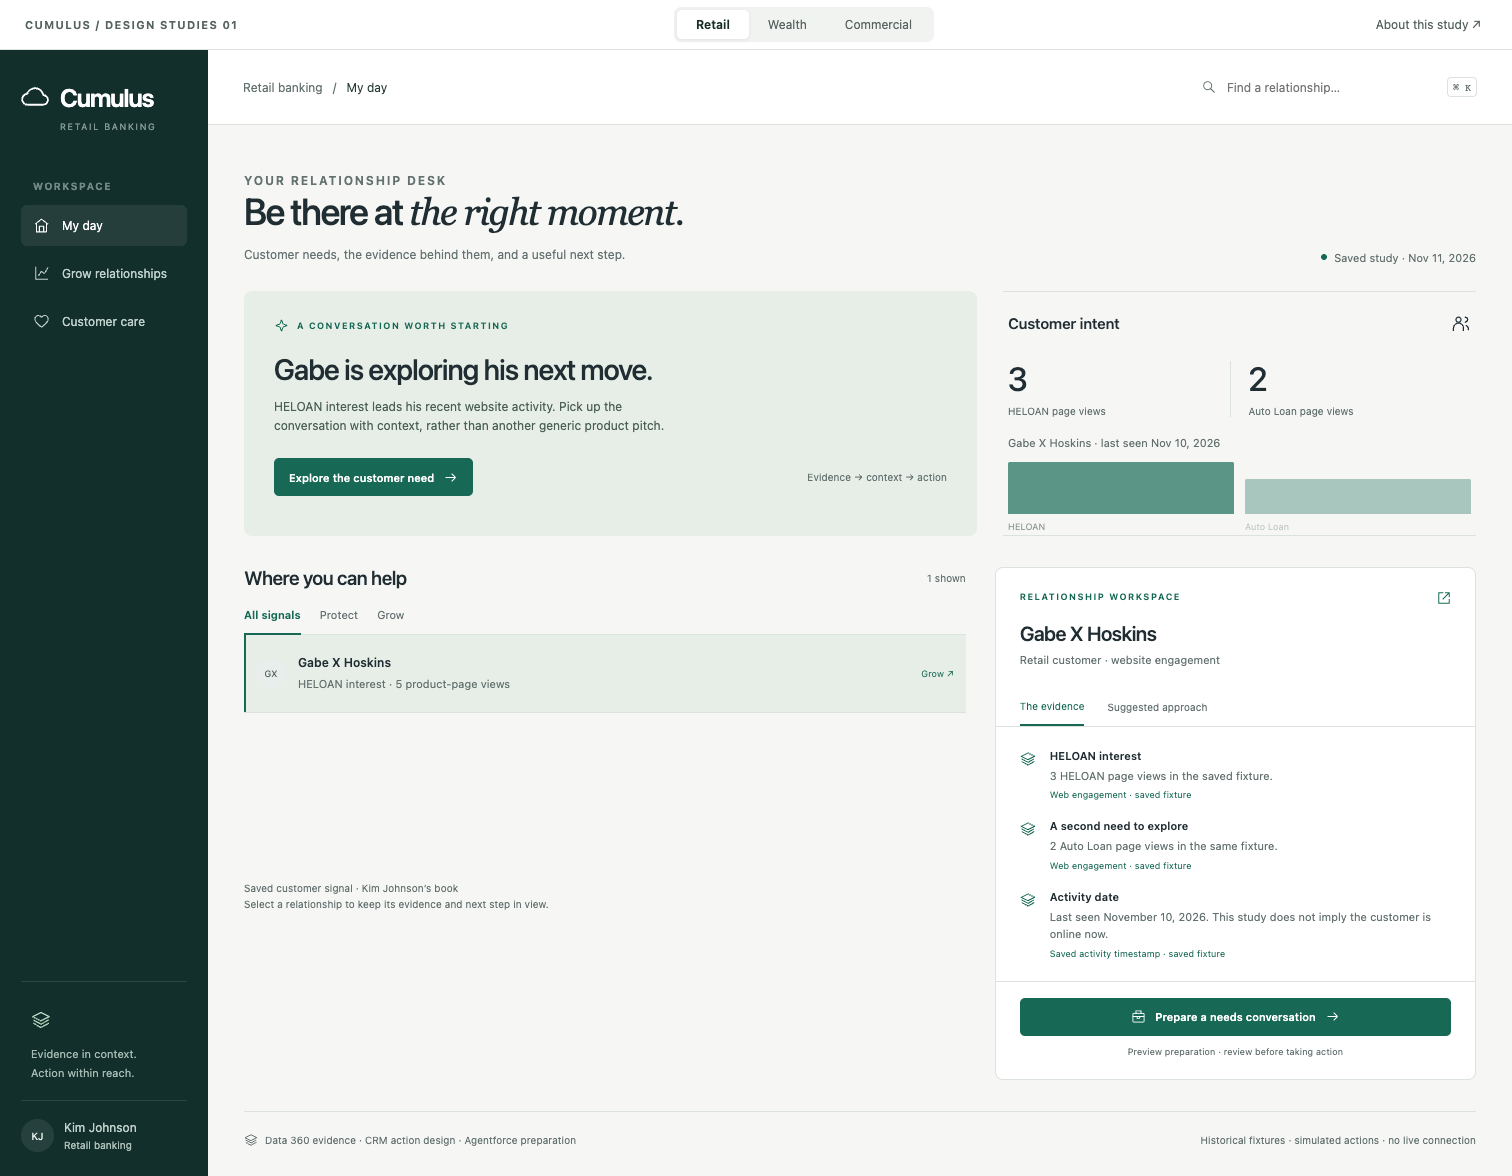 CUMULUS / DESIGN STUDIES 01
Retail
Wealth
Commercial
About this study ↗
Cumulus
RETAIL BANKING
WORKSPACE
My day
Grow relationships
Customer care
Evidence in context.
Action within reach.
KJ
Kim Johnson
Retail banking
Retail banking / My day
Find a relationship...
⌘ K
YOUR RELATIONSHIP DESK
Be there at the right moment.
Customer needs, the evidence behind them, and a useful next step.
Saved study · Nov 11, 2026
A CONVERSATION WORTH STARTING
Gabe is exploring his next move.
HELOAN interest leads his recent website activity. Pick up the
conversation with context, rather than another generic product pitch.
Explore the customer need →
Evidence → context → action
Customer intent
3
HELOAN page views
2
Auto Loan page views
Gabe X Hoskins · last seen Nov 10, 2026
HELOAN
Auto Loan
Where you can help
1 shown
All signals
Protect
Grow
GX
Gabe X Hoskins
HELOAN interest · 5 product-page views
Grow ↗
Saved customer signal · Kim Johnson's book
Select a relationship to keep its evidence and next step in view.
RELATIONSHIP WORKSPACE
Gabe X Hoskins
Retail customer · website engagement
The evidence
Suggested approach
HELOAN interest
3 HELOAN page views in the saved fixture.
Web engagement · saved fixture
A second need to explore
2 Auto Loan page views in the same fixture.
Web engagement · saved fixture
Activity date
Last seen November 10, 2026. This study does not imply the customer is
online now.
Saved activity timestamp · saved fixture
Prepare a needs conversation →
Preview preparation · review before taking action
Data 360 evidence · CRM action design · Agentforce preparation
Historical fixtures · simulated actions · no live connection